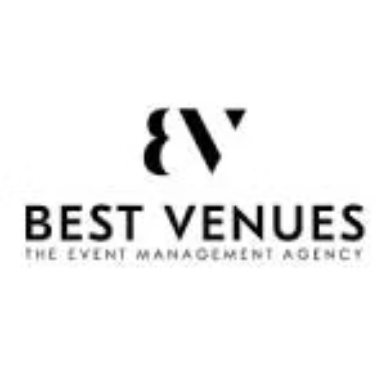 BV
BEST VENUES
THE EVENT MANAGEMENT AGENCY